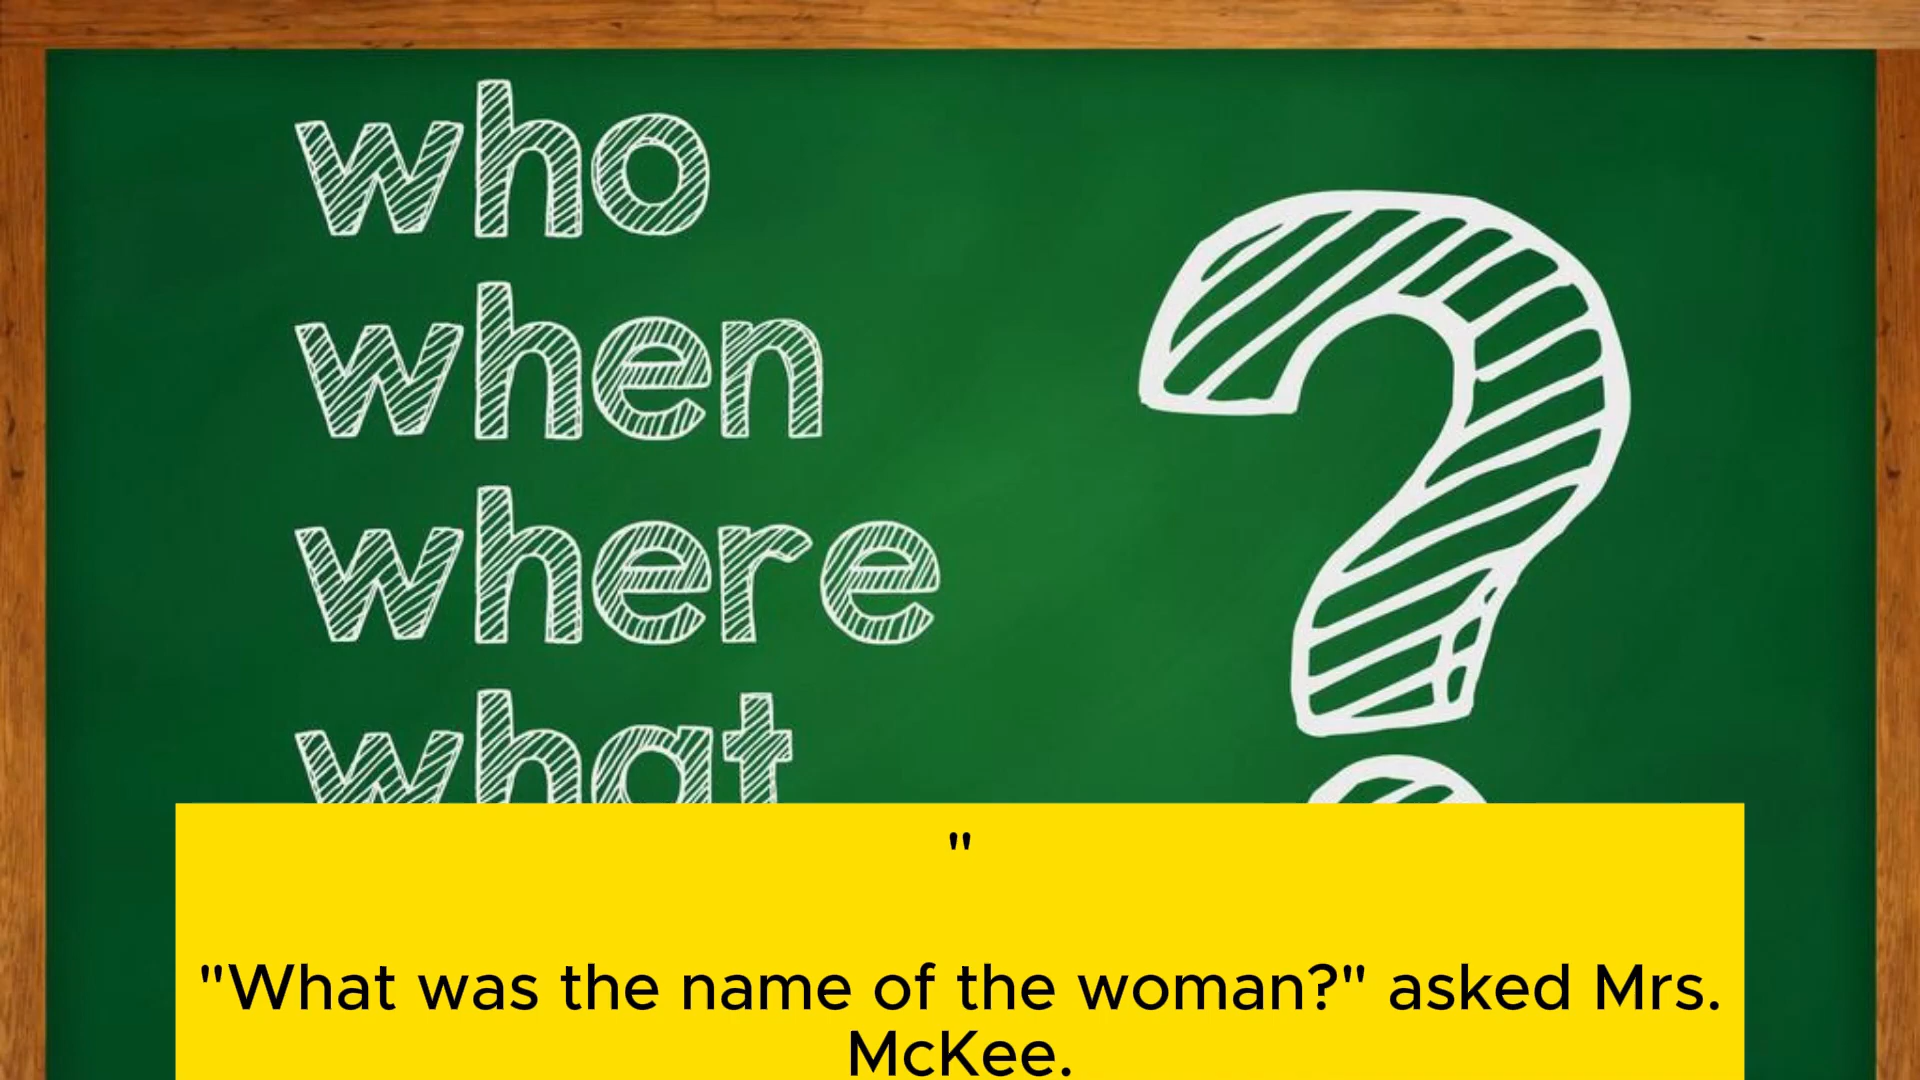 who
when
where
what
?
"
"What was the name of the woman?" asked Mrs.
McKee.